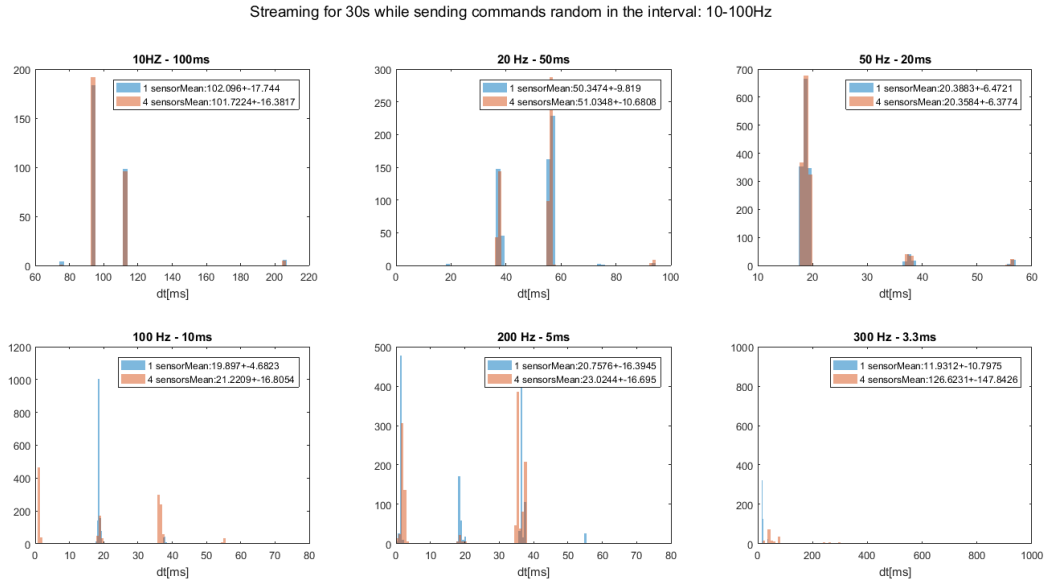 Streaming for 30s while sending commands random in the interval: 10-100Hz
10HZ - 100ms
1 sensorMean:102.096+-17.744
4 sensorsMean:101.7224+-16.3817
200
150
100
50
0
60 80 100 120 140 160 180 200 220
dt[ms]
20 Hz - 50ms
1 sensorMean:50.3474+-9.819
4 sensorsMean:51.0348+-10.6808
300
250
200
150
100
50
0
0 20 40 60 80 100
dt[ms]
50 Hz - 20ms
1 sensorMean:20.3883+-6.4721
4 sensorsMean:20.3584+-6.3774
700
600
500
400
300
200
100
0
10 20 30 40 50 60
dt[ms]
100 Hz - 10ms
1 sensorMean:19.897+-4.6823
4 sensorsMean:21.2209+-16.8054
1200
1000
800
600
400
200
0
0 10 20 30 40 50 60 70 80
dt[ms]
200 Hz - 5ms
1 sensorMean:20.7576+-16.3945
4 sensorsMean:23.0244+-16.695
500
400
300
200
100
0
0 10 20 30 40 50 60 70 80
dt[ms]
300 Hz - 3.3ms
1 sensorMean:11.9312+-10.7975
4 sensorsMean:126.6231+-147.8426
1000
800
600
400
200
0
0 200 400 600 800 1000
dt[ms]